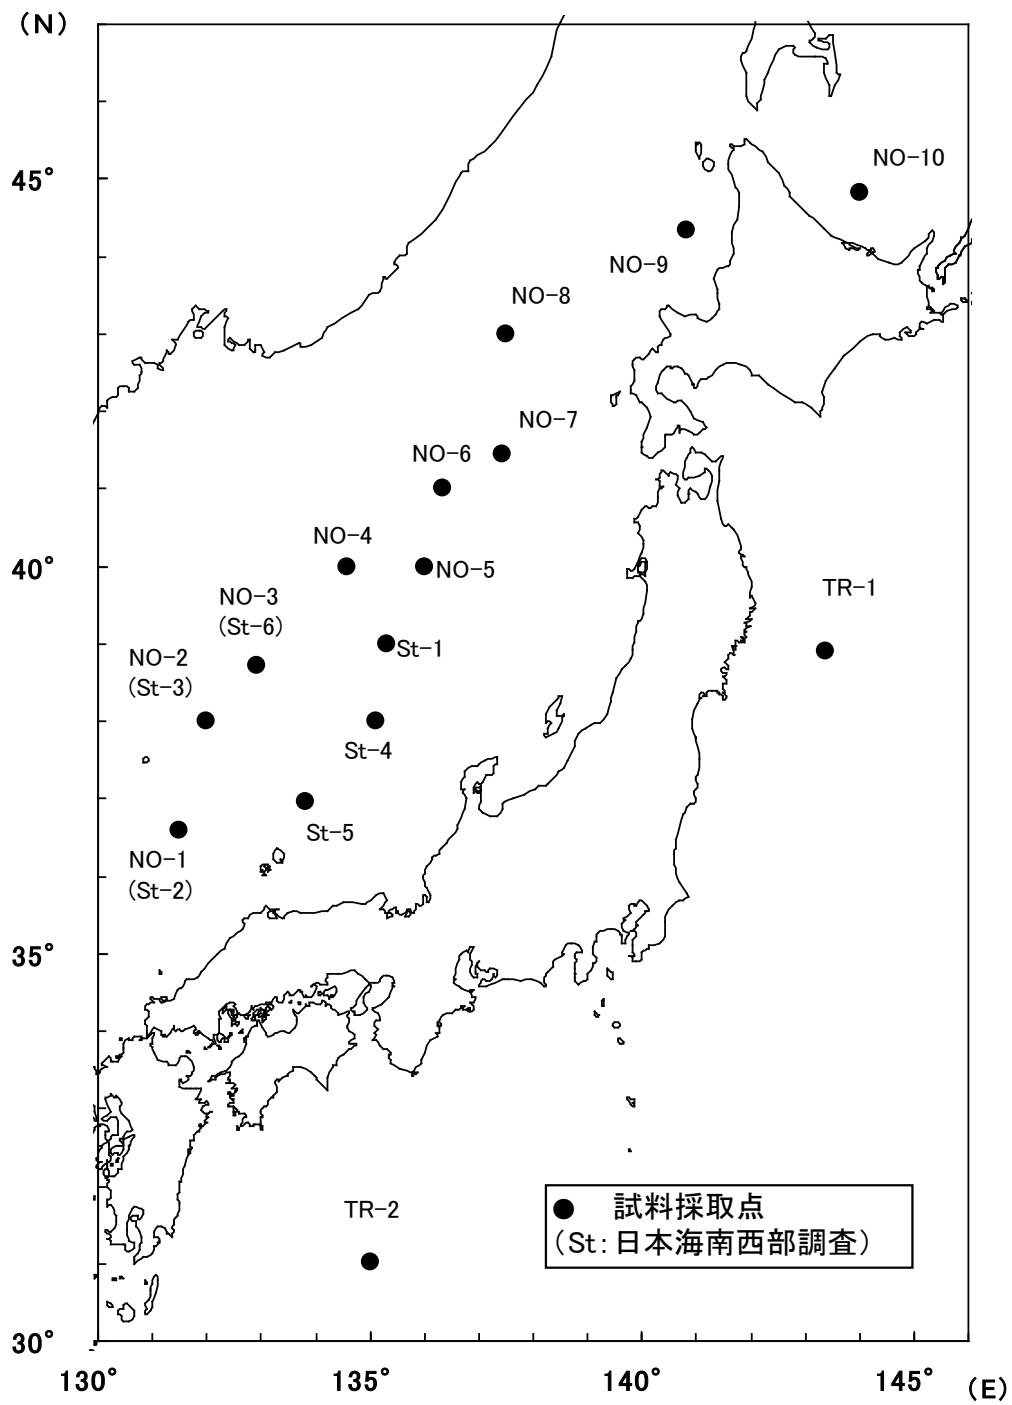 (N)
NO-10
45°
NO-9
NO-8
NO-7
NO-6
NO-4
40°
NO-5
TR-1
NO-3
(St-6)
St-1
NO-2
(St-3)
St-4
St-5
NO-1
(St-2)
35°
TR-2
● 試料採取点
(St:日本海南西部調査)
30°
130°
135°
140°
145°
(E)